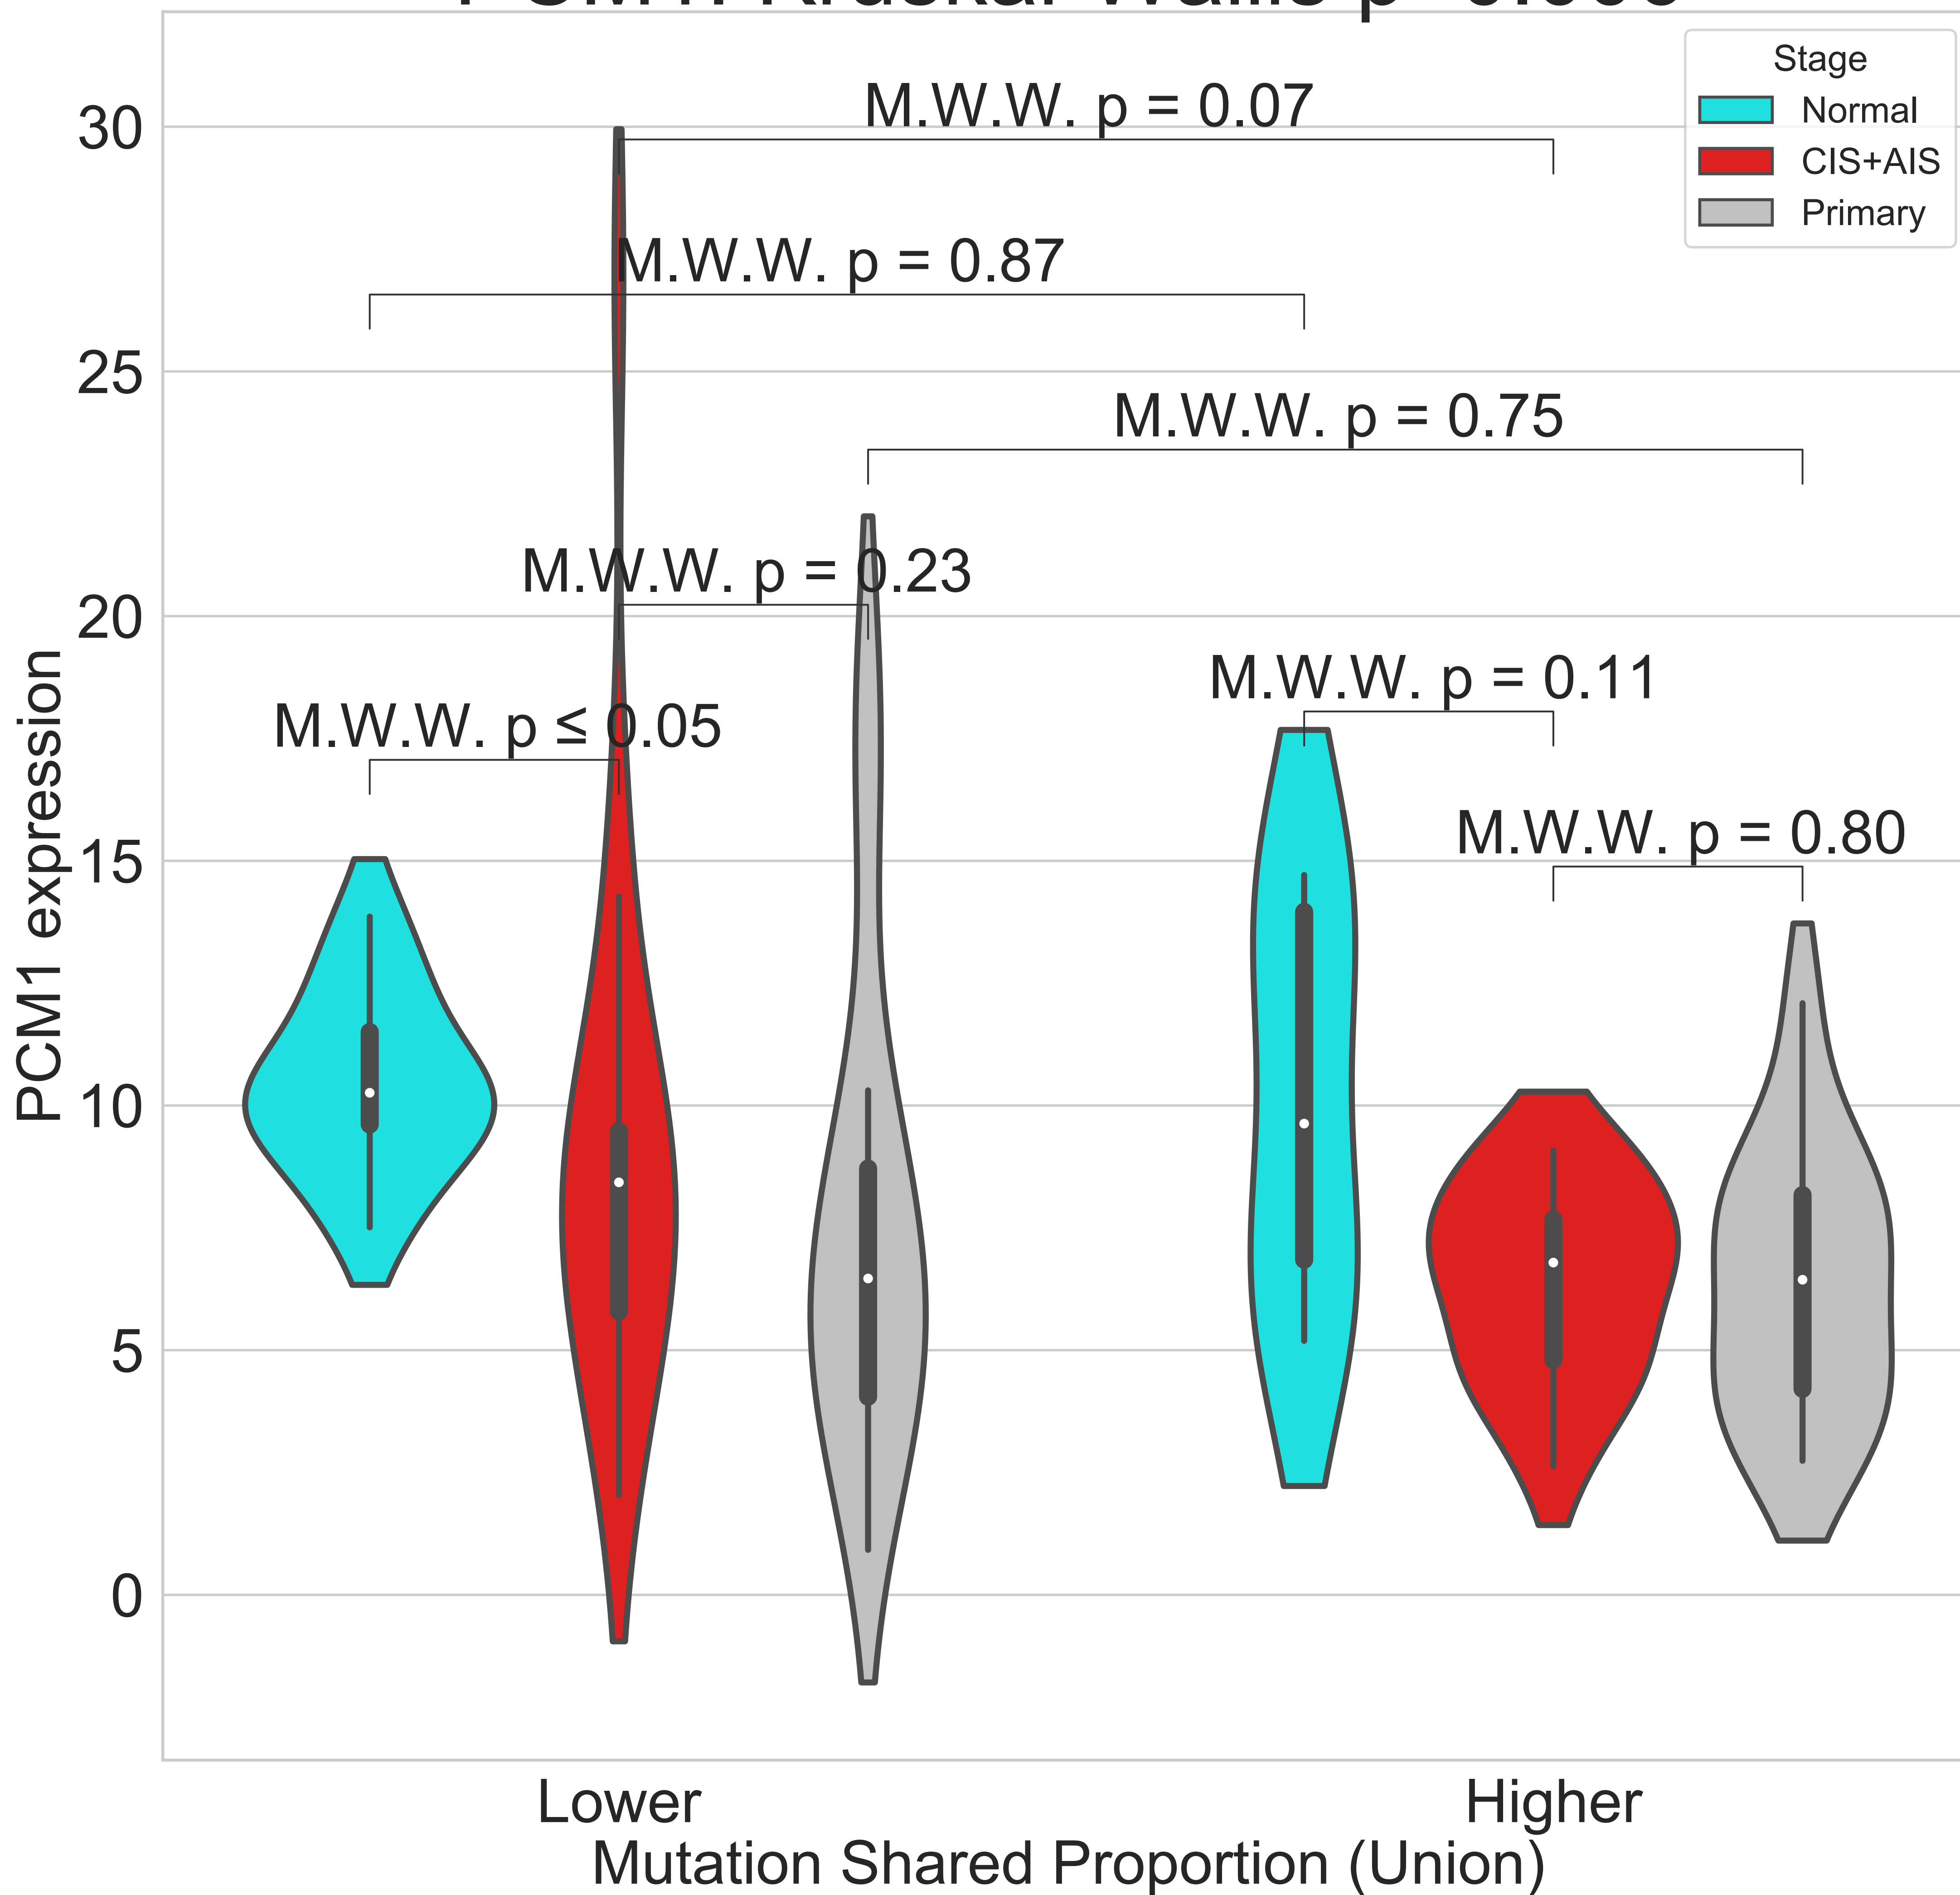 Stage
Normal
CIS+AIS
Primary
M.W.W. p = 0.07
M.W.W. p = 0.87
M.W.W. p = 0.75
M.W.W. p = 0.23
M.W.W. p = 0.11
M.W.W. p ≤ 0.05
M.W.W. p = 0.80
30
25
20
15
10
5
0
PCM1 expression
Lower
Higher
Mutation Shared Proportion (Union)